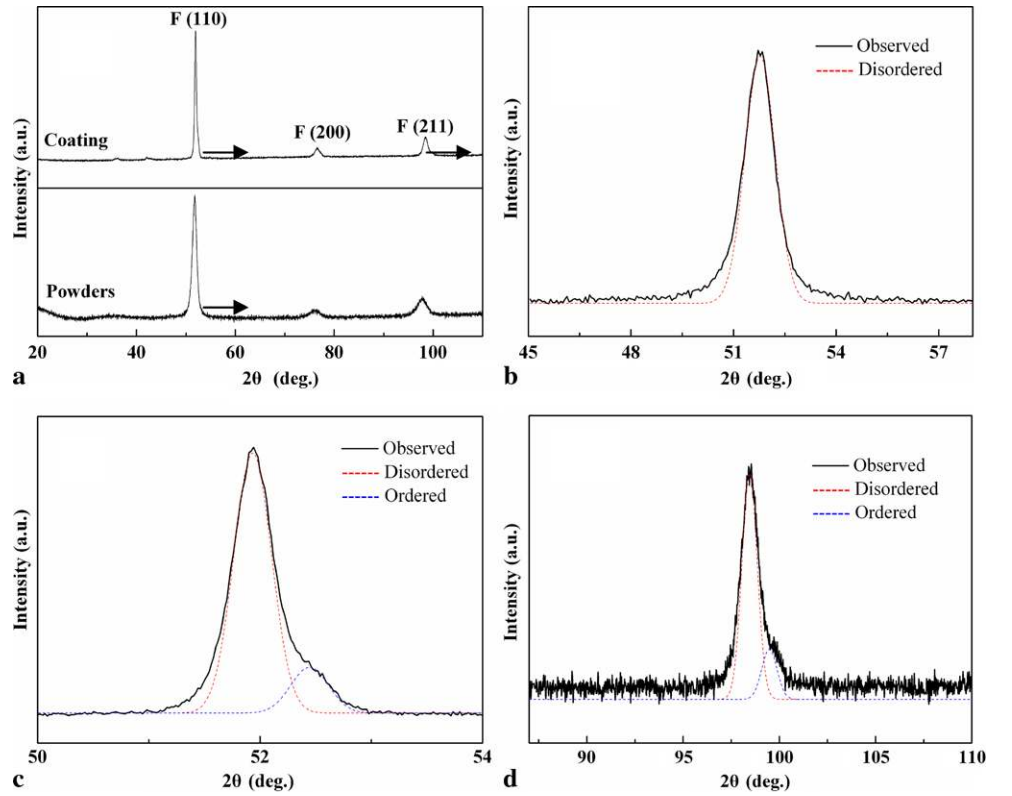 F (110)
F (200)
F (211)
Coating
Powders
Intensity (a.u.)
20 40 60 80 100
2θ (deg.)
a
Observed
Disordered
Intensity (a.u.)
45 48 51 54 57
2θ (deg.)
b
Observed
Disordered
Ordered
Intensity (a.u.)
50 52 54
2θ (deg.)
c
Observed
Disordered
Ordered
Intensity (a.u.)
90 95 100 105 110
2θ (deg.)
d